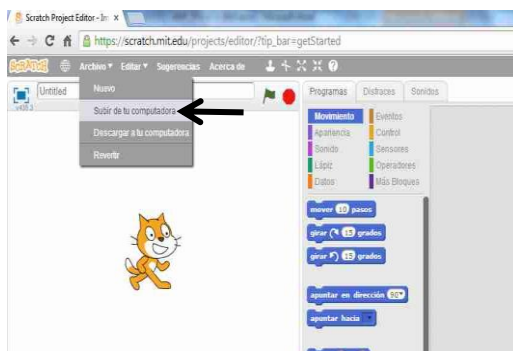 Scratch Project Editor - Im
https://scratch.mit.edu/projects/editor/?tip_bar=getStarted
SCRATCH Archivo Editar Sugerencias Acerca de
Untitled
Nuevo
Subir de tu computadora
Descargar a tu computadora
Revertir
Programas Disfraces Sonidos
Movimiento Eventos
Apariencia Control
Sonido Sensores
Lápiz Operadores
Datos Más Bloques
mover 10 pasos
girar 15 grados
girar 15 grados
apuntar en dirección 90
apuntar hacia